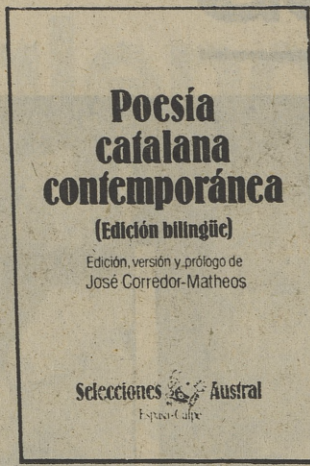 Poesía
catalana
contemporánea
(Edición bilingüe)
Edición, versión y prólogo de
José Corredor-Matheos
Selecciones Austral
Espasa-Calpe